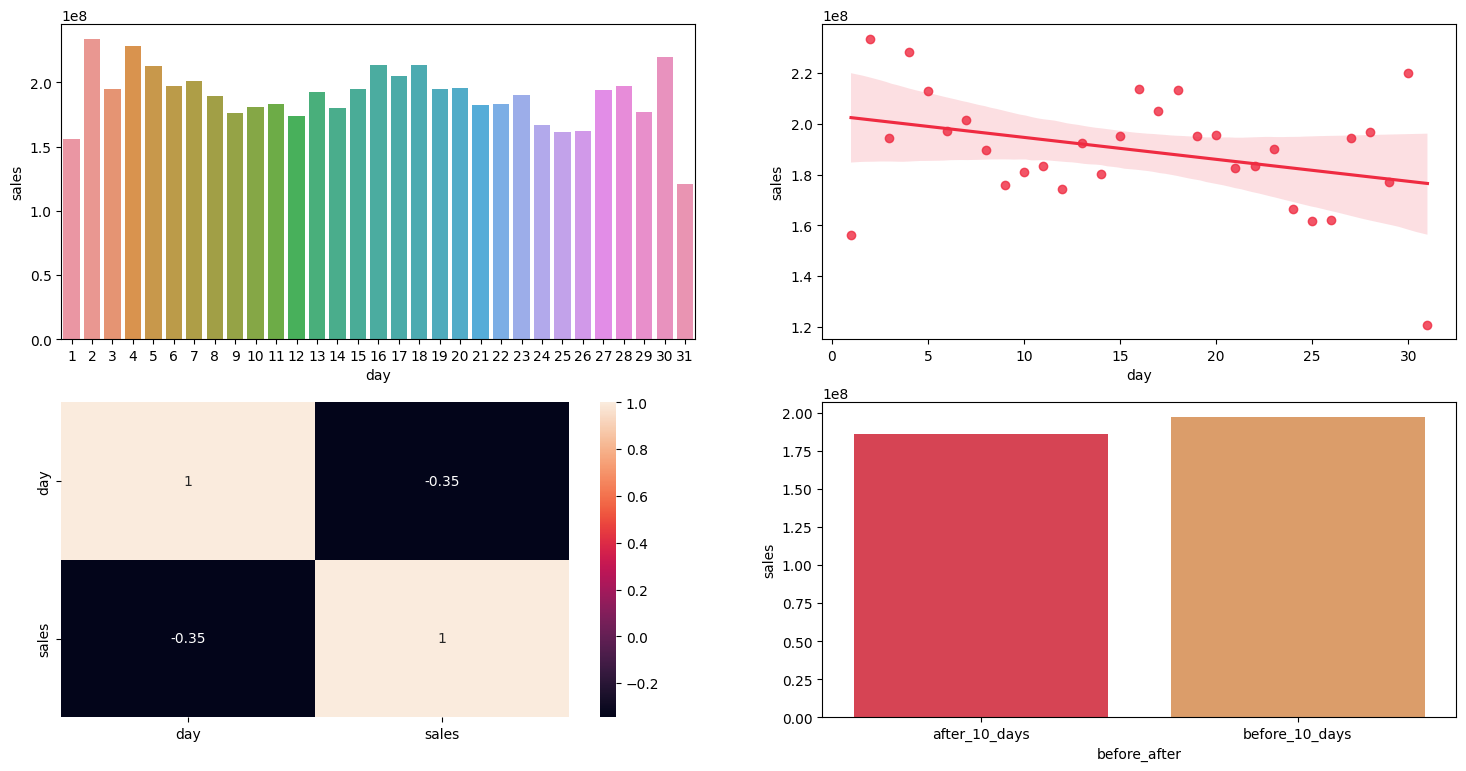 1e8
sales
2.0
1.5
1.0
0.5
0.0
1 2 3 4 5 6 7 8 9 10 11 12 13 14 15 16 17 18 19 20 21 22 23 24 25 26 27 28 29 30 31
day
1e8
sales
2.2
2.0
1.8
1.6
1.4
1.2
0 5 10 15 20 25 30
day
day
sales
1 -0.35
-0.35 1
day sales
1.0
0.8
0.6
0.4
0.2
0.0
−0.2
1e8
sales
2.00
1.75
1.50
1.25
1.00
0.75
0.50
0.25
0.00
after_10_days before_10_days
before_after